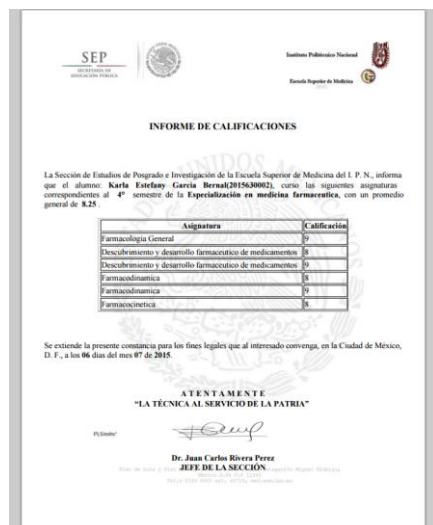 SEP
SECRETARÍA DE
EDUCACIÓN PÚBLICA
Instituto Politécnico Nacional
Escuela Superior de Medicina
INFORME DE CALIFICACIONES
La Sección de Estudios de Posgrado e Investigación de la Escuela Superior de Medicina del I. P. N., informa
que el alumno: Karla Estefany Garcia Bernal(2015630002), curso las siguientes asignaturas
correspondientes al 4° semestre de la Especialización en medicina farmaceutica, con un promedio
general de 8.25 .
Asignatura Calificación
Farmacología General 9
Descubrimiento y desarrollo farmaceutico de medicamentos 8
Descubrimiento y desarrollo farmaceutico de medicamentos 9
Farmacodinamica 8
Farmacodinamica 9
Farmacocinetica 8
Se extiende la presente constancia para los fines legales que al interesado convenga, en la Ciudad de México,
D. F., a los 06 dias del mes 07 de 2015.
A T E N T A M E N T E
“LA TÉCNICA AL SERVICIO DE LA PATRIA”
Dr. Juan Carlos Rivera Perez
JEFE DE LA SECCIÓN